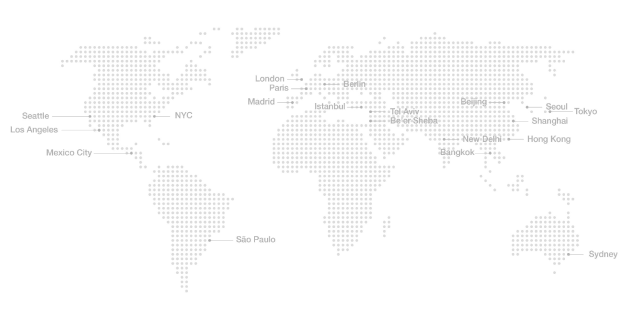 London
Berlin
Paris
Madrid
Istanbul
Beijing
Seoul
Tel Aviv
Tokyo
Seattle
NYC
Be'er Sheba
Shanghai
Los Angeles
New Delhi
Hong Kong
Mexico City
Bangkok
São Paulo
Sydney